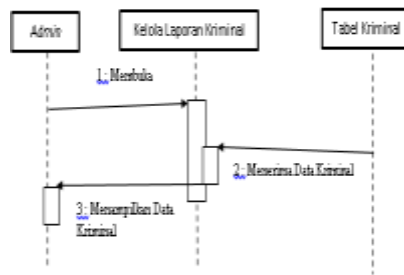 Admin
Kelola Laporan Kriminal
Tabel Kriminal
1 : Membuka
2 : Menerima Data Kriminal
3 : Menampilkan Data
Kriminal